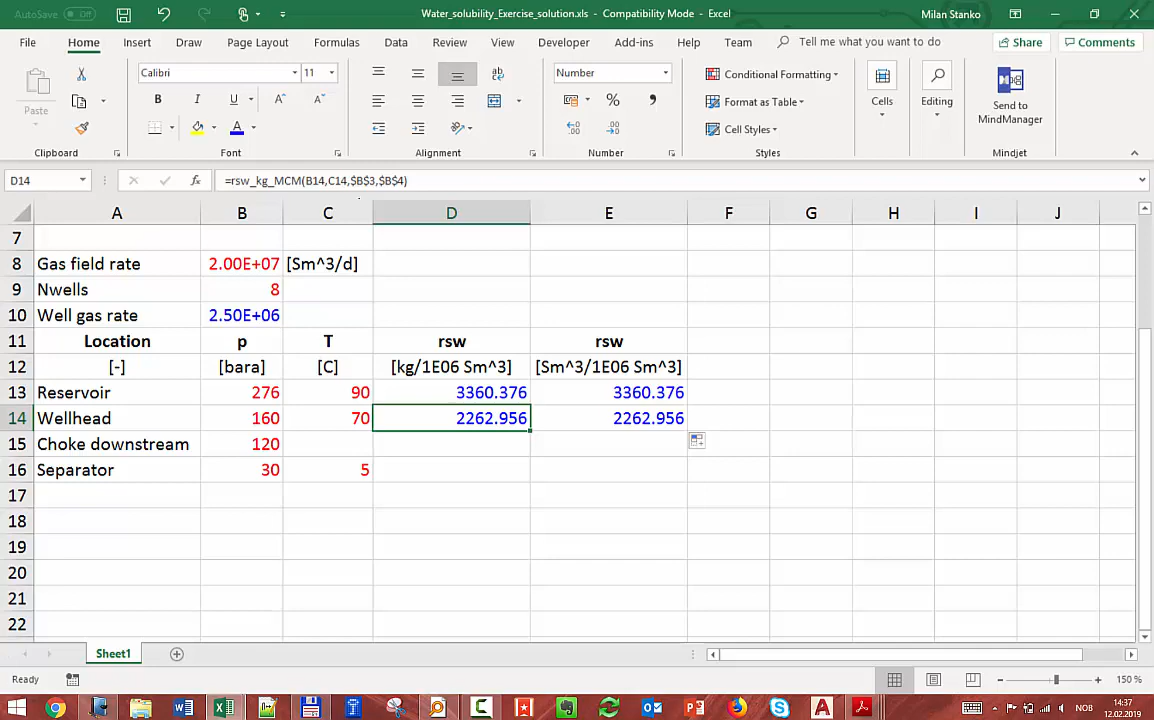 AutoSave Off
Water_solubility_Exercise_solution.xls - Compatibility Mode - Excel
Milan Stanko
File Home Insert Draw Page Layout Formulas Data Review View Developer Add-ins Help Team Tell me what you want to do Share Comments
Calibri 11 Number Conditional Formatting
Paste B I U A A % , Format as Table Cells Editing Send to MindManager
Cell Styles
Clipboard Font Alignment Number Styles Mindjet
D14 fx =rsw_kg_MCM(B14,C14,$B$3,$B$4)
A B C D E F G H I J
7
8 Gas field rate 2.00E+07 [Sm^3/d]
9 Nwells 8
10 Well gas rate 2.50E+06
11 Location p T rsw rsw
12 [-] [bara] [C] [kg/1E06 Sm^3] [Sm^3/1E06 Sm^3]
13 Reservoir 276 90 3360.376 3360.376
14 Wellhead 160 70 2262.956 2262.956
15 Choke downstream 120
16 Separator 30 5
17
18
19
20
21
22
Sheet1
Ready 150 %
NOB 14:37
12.02.2019